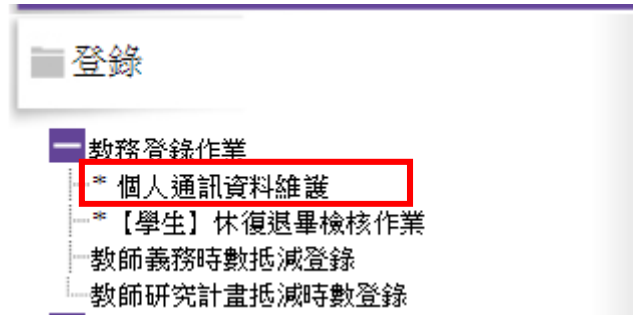 登錄
教務登錄作業
* 個人通訊資料維護
*【學生】休復退畢檢核作業
教師義務時數抵減登錄
教師研究計畫抵減時數登錄